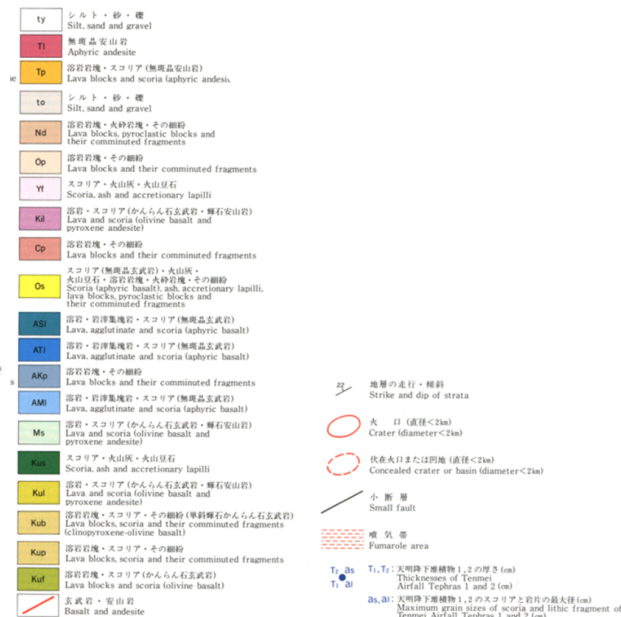 ty
シルト・砂・礫
Silt, sand and gravel
Tl
無斑晶安山岩
Aphyric andesite
Tp
溶岩岩塊・スコリア(無斑晶安山岩)
Lava blocks and scoria (aphyric andesi
to
シルト・砂・礫
Silt, sand and gravel
Nd
溶岩岩塊・火砕岩塊・その細粉
Lava blocks, pyroclastic blocks and
their comminuted fragments
Op
溶岩岩塊・その細粉
Lava blocks and their comminuted fragments
Yf
スコリア・火山灰・火山豆石
Scoria, ash and accretionary lapilli
Kil
溶岩・スコリア(かんらん石玄武岩・輝石安山岩)
Lava and scoria (olivine basalt and
pyroxene andesite)
Cp
溶岩岩塊・その細粉
Lava blocks and their comminuted fragments
Os
スコリア(無斑晶玄武岩)・火山灰・
火山豆石・溶岩岩塊・火砕岩塊・その細粉
Scoria (aphyric basalt), ash, accretionary lapilli,
lava blocks, pyroclastic blocks and
their comminuted fragments
ASl
溶岩・岩滓集塊岩・スコリア(無斑晶玄武岩)
Lava, agglutinate and scoria (aphyric basalt)
ATl
溶岩・岩滓集塊岩・スコリア(無斑晶玄武岩)
Lava, agglutinate and scoria (aphyric basalt)
AKp
溶岩岩塊・その細粉
Lava blocks and their comminuted fragments
AMl
溶岩・岩滓集塊岩・スコリア(無斑晶玄武岩)
Lava, agglutinate and scoria (aphyric basalt)
Ms
溶岩・スコリア(かんらん石玄武岩・輝石安山岩)
Lava and scoria (olivine basalt and
pyroxene andesite)
Kus
スコリア・火山灰・火山豆石
Scoria, ash and accretionary lapilli
Kul
溶岩・スコリア(かんらん石玄武岩・輝石安山岩)
Lava and scoria (olivine basalt and
pyroxene andesite)
Kub
溶岩岩塊・スコリア・その細粉(単斜輝石かんらん石玄武岩)
Lava blocks, scoria and their comminuted fragments
(clinopyroxene-olivine basalt)
Kup
溶岩岩塊・スコリア・その細粉
Lava blocks, scoria and their comminuted fragments
Kuf
溶岩岩塊・スコリア(かんらん石玄武岩)
Lava blocks and scoria (olivine basalt)
玄武岩・安山岩
Basalt and andesite
22
地層の走行・傾斜
Strike and dip of strata
火 口 (直径<2km)
Crater (diameter<2km)
伏在火口または凹地 (直径<2km)
Concealed crater or basin (diameter<2km)
小断層
Small fault
噴気帯
Fumarole area
T₂ as
T₁ al
T₁, T₂: 天明降下堆積物1, 2の厚さ (cm)
Thicknesses of Tenmei
Airfall Tephras 1 and 2 (cm)
as, al: 天明降下堆積物1, 2のスコリアと岩片の最大径(cm)
Maximum grain sizes of scoria and lithic fragment of
Tenmei Airfall Tephras 1 and 2 (cm)